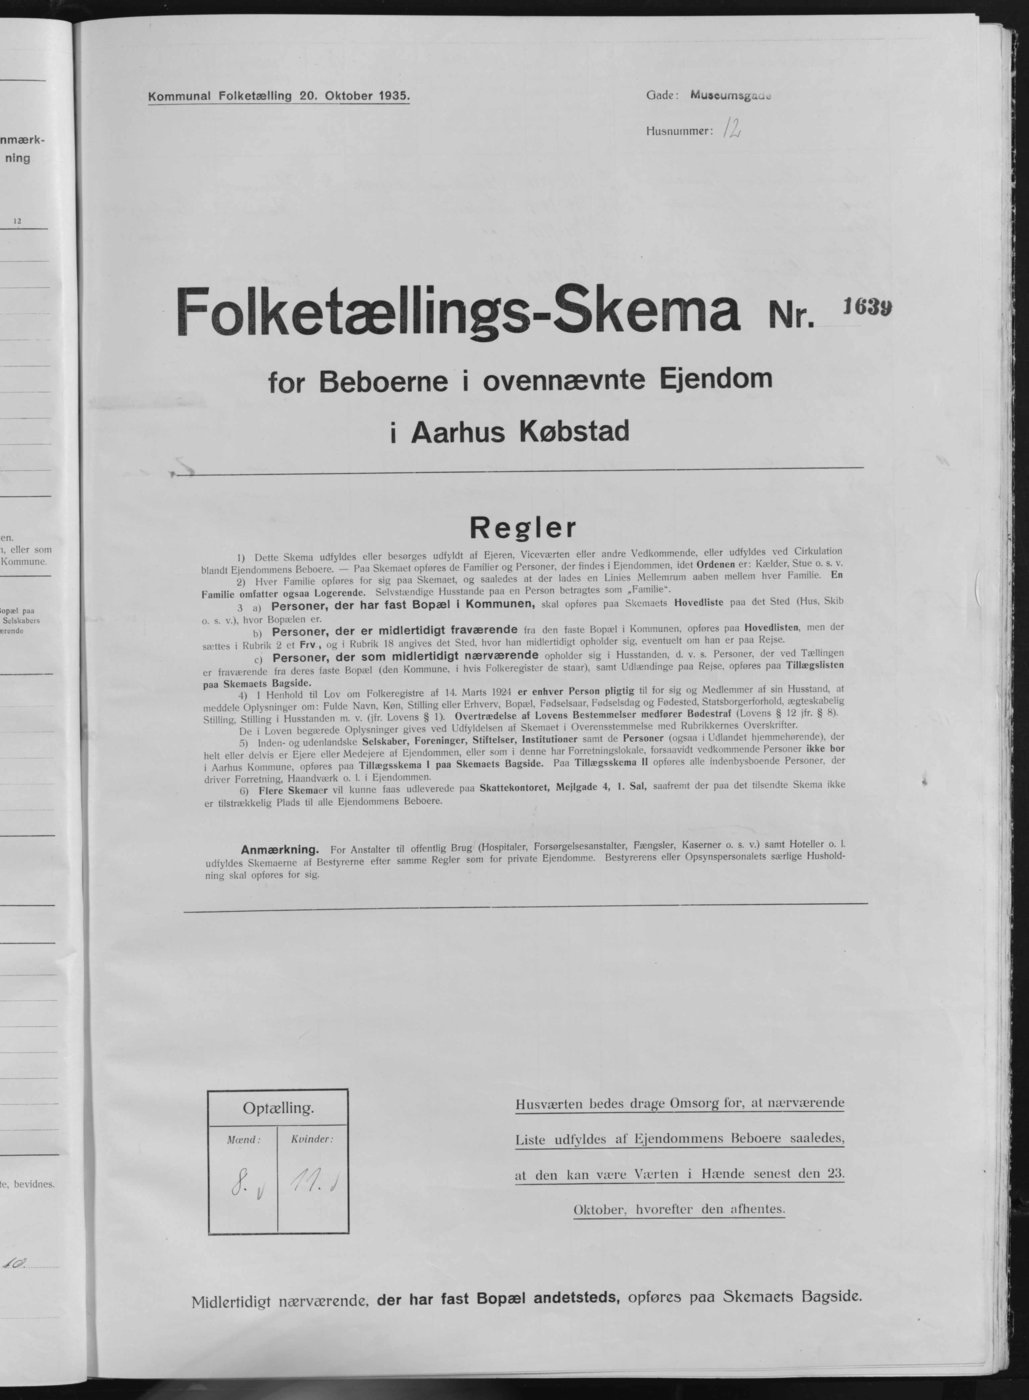 nmærk-
ning
12
en.
n, eller som
Kommune.
opæl paa
Selskabers
ærende
te, bevidnes.
10.
Kommunal Folketælling 20. Oktober 1935.
Gade: Museumsgade
Husnummer: 12
Folketællings-Skema Nr. 1639
for Beboerne i ovennævnte Ejendom
i Aarhus Købstad
Regler
1) Dette Skema udfyldes eller besørges udfyldt af Ejeren, Viceværten eller andre Vedkommende, eller udfyldes ved Cirkulation
blandt Ejendommens Beboere. — Paa Skemaet opføres de Familier og Personer, der findes i Ejendommen, idet Ordenen er: Kælder, Stue o. s. v.
2) Hver Familie opføres for sig paa Skemaet, og saaledes at der lades en Linies Mellemrum aaben mellem hver Familie. En
Familie omfatter ogsaa Logerende. Selvstændige Husstande paa en Person betragtes som „Familie“.
3 a) Personer, der har fast Bopæl i Kommunen, skal opføres paa Skemaets Hovedliste paa det Sted (Hus, Skib
o. s. v.), hvor Bopælen er.
b) Personer, der er midlertidigt fraværende fra den faste Bopæl i Kommunen, opføres paa Hovedlisten, men der
sættes i Rubrik 2 et Frv., og i Rubrik 18 angives det Sted, hvor han midlertidigt opholder sig, eventuelt om han er paa Rejse.
c) Personer, der som midlertidigt nærværende opholder sig i Husstanden, d. v. s. Personer, der ved Tællingen
er fraværende fra deres faste Bopæl (den Kommune, i hvis Folkeregister de staar), samt Udlændinge paa Rejse, opføres paa Tillægslisten
paa Skemaets Bagside.
4) I Henhold til Lov om Folkeregistre af 14. Marts 1924 er enhver Person pligtig til for sig og Medlemmer af sin Husstand, at
meddele Oplysninger om: Fulde Navn, Køn, Stilling eller Erhverv, Bopæl, Fødselsaar, Fødselsdag og Fødested, Statsborgerforhold, ægteskabelig
Stilling, Stilling i Husstanden m. v. (jfr. Lovens § 1). Overtrædelse af Lovens Bestemmelser medfører Bødestraf (Lovens § 12 jfr. § 8).
De i Loven begærede Oplysninger gives ved Udfyldelsen af Skemaet i Overensstemmelse med Rubrikkernes Overskrifter.
5) Inden- og udenlandske Selskaber, Foreninger, Stiftelser, Institutioner samt de Personer (ogsaa i Udlandet hjemmehørende), der
helt eller delvis er Ejere eller Medejere af Ejendommen, eller som i denne har Forretningslokale, forsaavidt vedkommende Personer ikke bor
i Aarhus Kommune, opføres paa Tillægsskema I paa Skemaets Bagside. Paa Tillægsskema II opføres alle indenbysboende Personer, der
driver Forretning, Haandværk o. l. i Ejendommen.
6) Flere Skemaer vil kunne faas udleverede paa Skattekontoret, Mejlgade 4, 1. Sal, saafremt der paa det tilsendte Skema ikke
er tilstrækkelig Plads til alle Ejendommens Beboere.
Anmærkning. For Anstalter til offentlig Brug (Hospitaler, Forsørgelsesanstalter, Fængsler, Kaserner o. s. v.) samt Hoteller o. l.
udfyldes Skemaerne af Bestyrerne efter samme Regler som for private Ejendomme. Bestyrerens eller Opsynspersonalets særlige Hushold-
ning skal opføres for sig.
Optælling.
Mænd: Kvinder:
8. 11.
Husværten bedes drage Omsorg for, at nærværende
Liste udfyldes af Ejendommens Beboere saaledes,
at den kan være Værten i Hænde senest den 23.
Oktober, hvorefter den afhentes.
Midlertidigt nærværende, der har fast Bopæl andetsteds, opføres paa Skemaets Bagside.